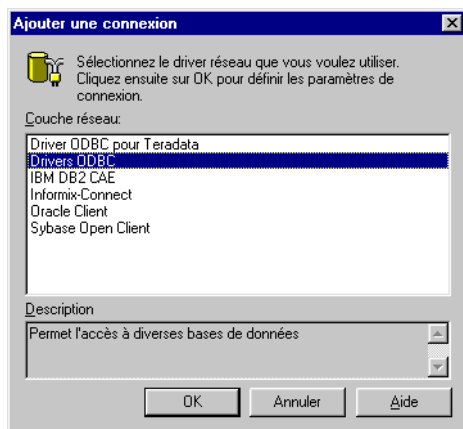 Ajouter une connexion
Sélectionnez le driver réseau que vous voulez utiliser.
Cliquez ensuite sur OK pour définir les paramètres de
connexion.
Couche réseau:
Driver ODBC pour Teradata
Drivers ODBC
IBM DB2 CAE
Informix-Connect
Oracle Client
Sybase Open Client
Description
Permet l'accès à diverses bases de données
OK Annuler Aide